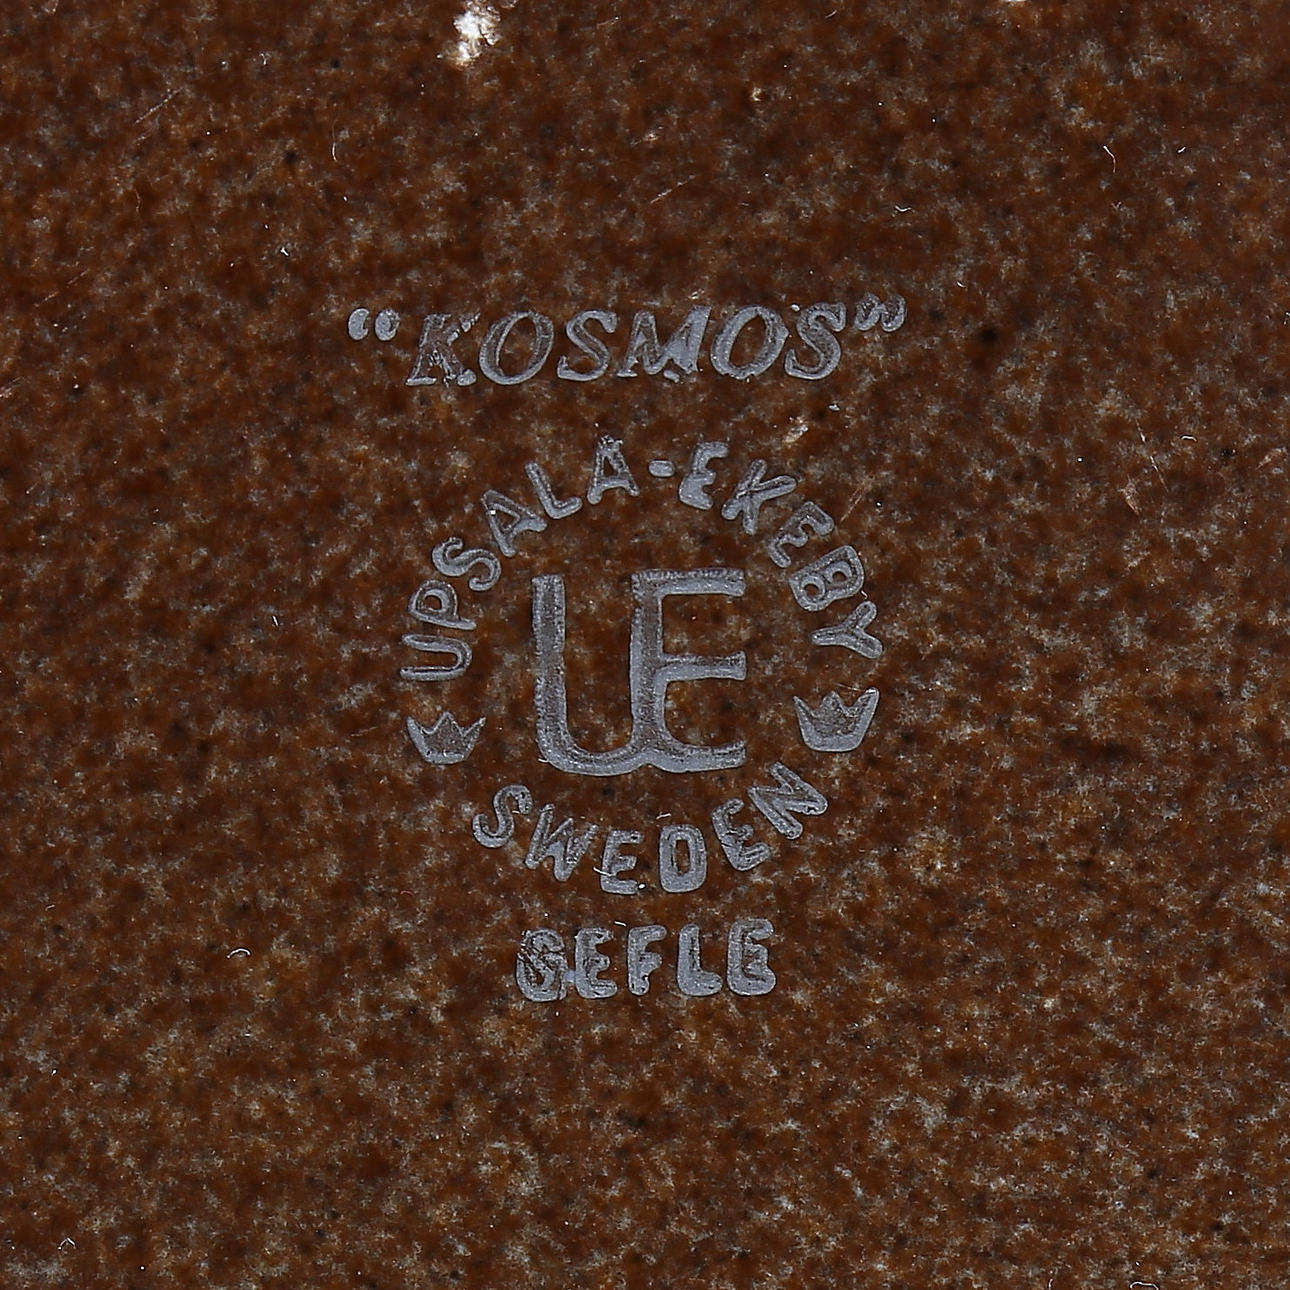 "KOSMOS"
UPSALA-EKEBY
UE
SWEDEN
GEFLE